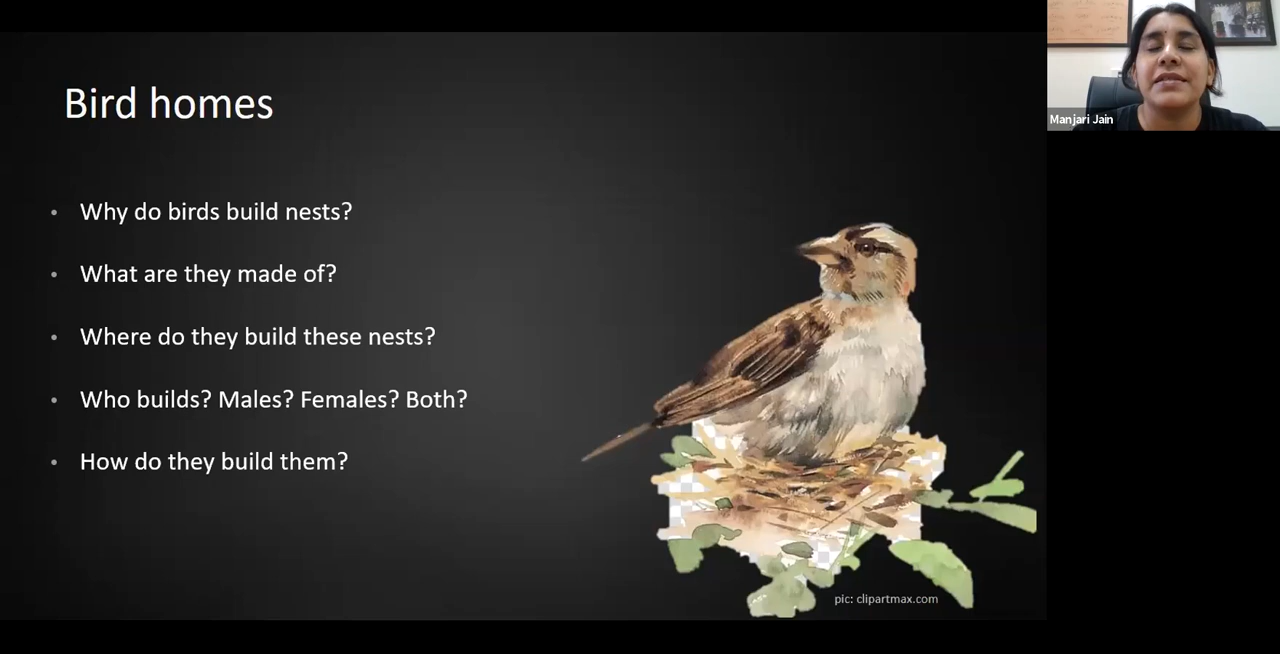 Bird homes
• Why do birds build nests?
• What are they made of?
• Where do they build these nests?
• Who builds? Males? Females? Both?
• How do they build them?
pic: clipartmax.com
Manjari Jain